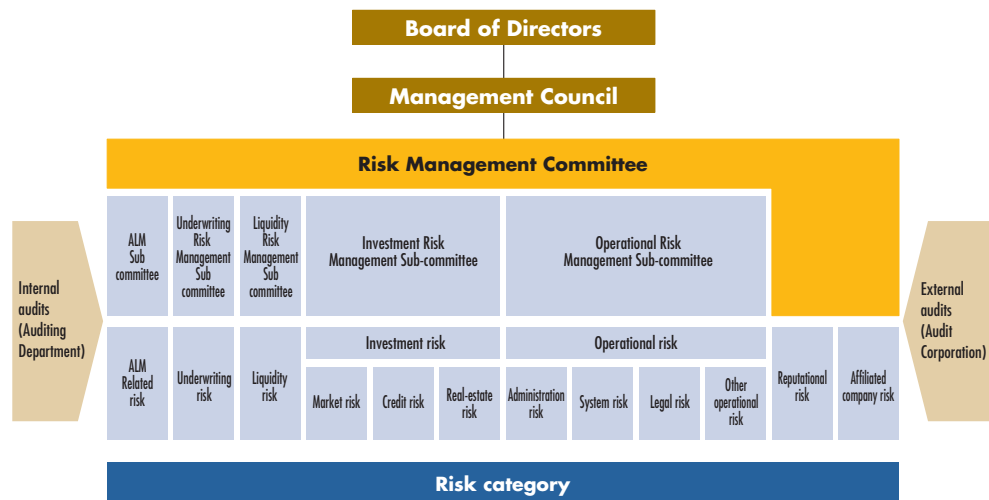 Board of Directors
Management Council
Risk Management Committee
ALM
Sub
committee
Underwriting
Risk
Management
Sub
committee
Liquidity
Risk
Management
Sub
committee
Investment Risk
Management Sub-committee
Operational Risk
Management Sub-committee
Internal
audits
(Auditing
Department)
External
audits
(Audit
Corporation)
ALM
Related
risk
Underwriting
risk
Liquidity
risk
Investment risk
Market risk
Credit risk
Real-estate
risk
Operational risk
Administration
risk
System risk
Legal risk
Other
operational
risk
Reputational
risk
Affiliated
company risk
Risk category